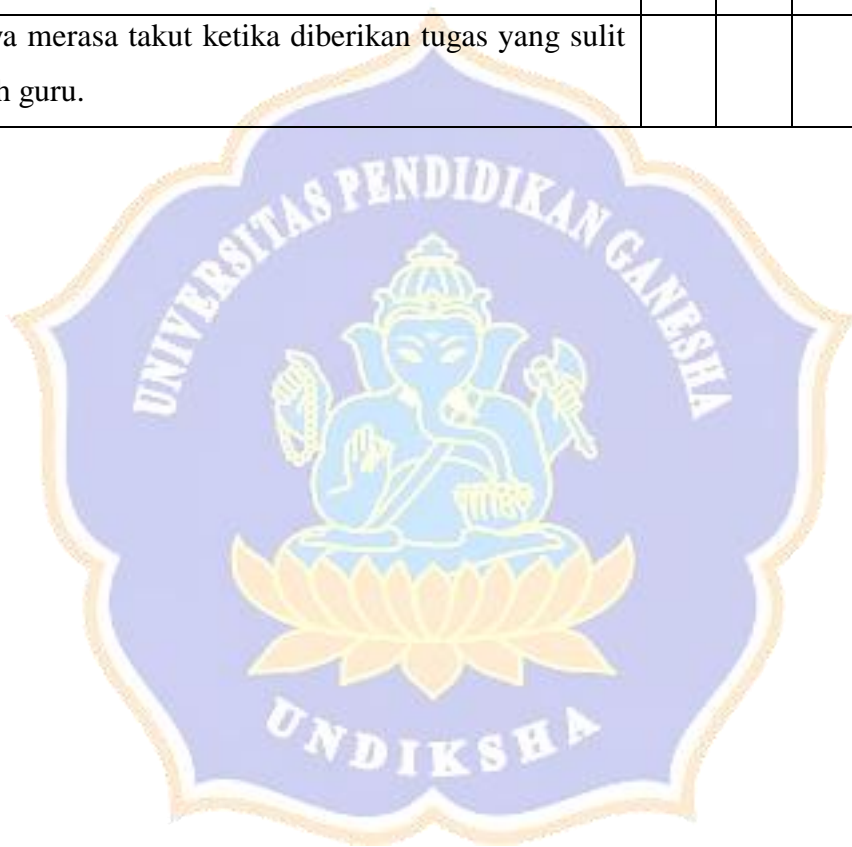 a merasa takut ketika diberikan tugas yang sulit
n guru.
UNIVERSITAS PENDIDIKAN GANESHA
UNDIKSHA